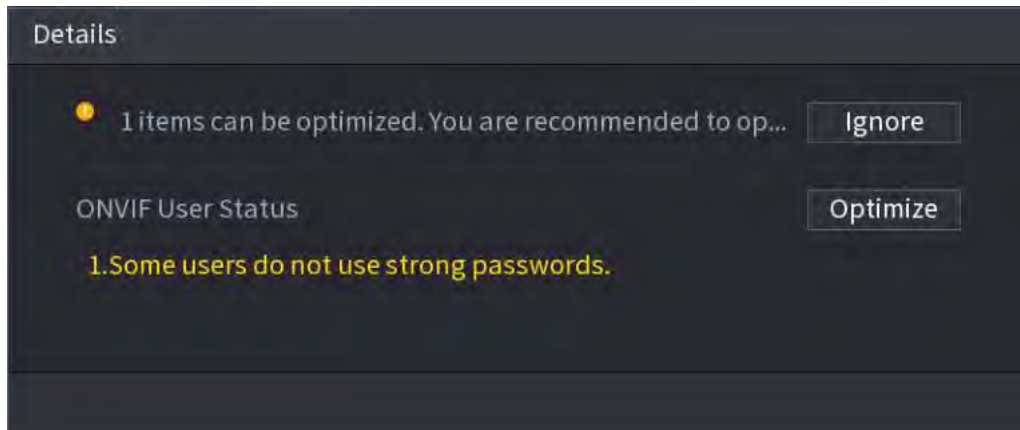 Details
1 items can be optimized. You are recommended to op... Ignore
ONVIF User Status Optimize
1.Some users do not use strong passwords.